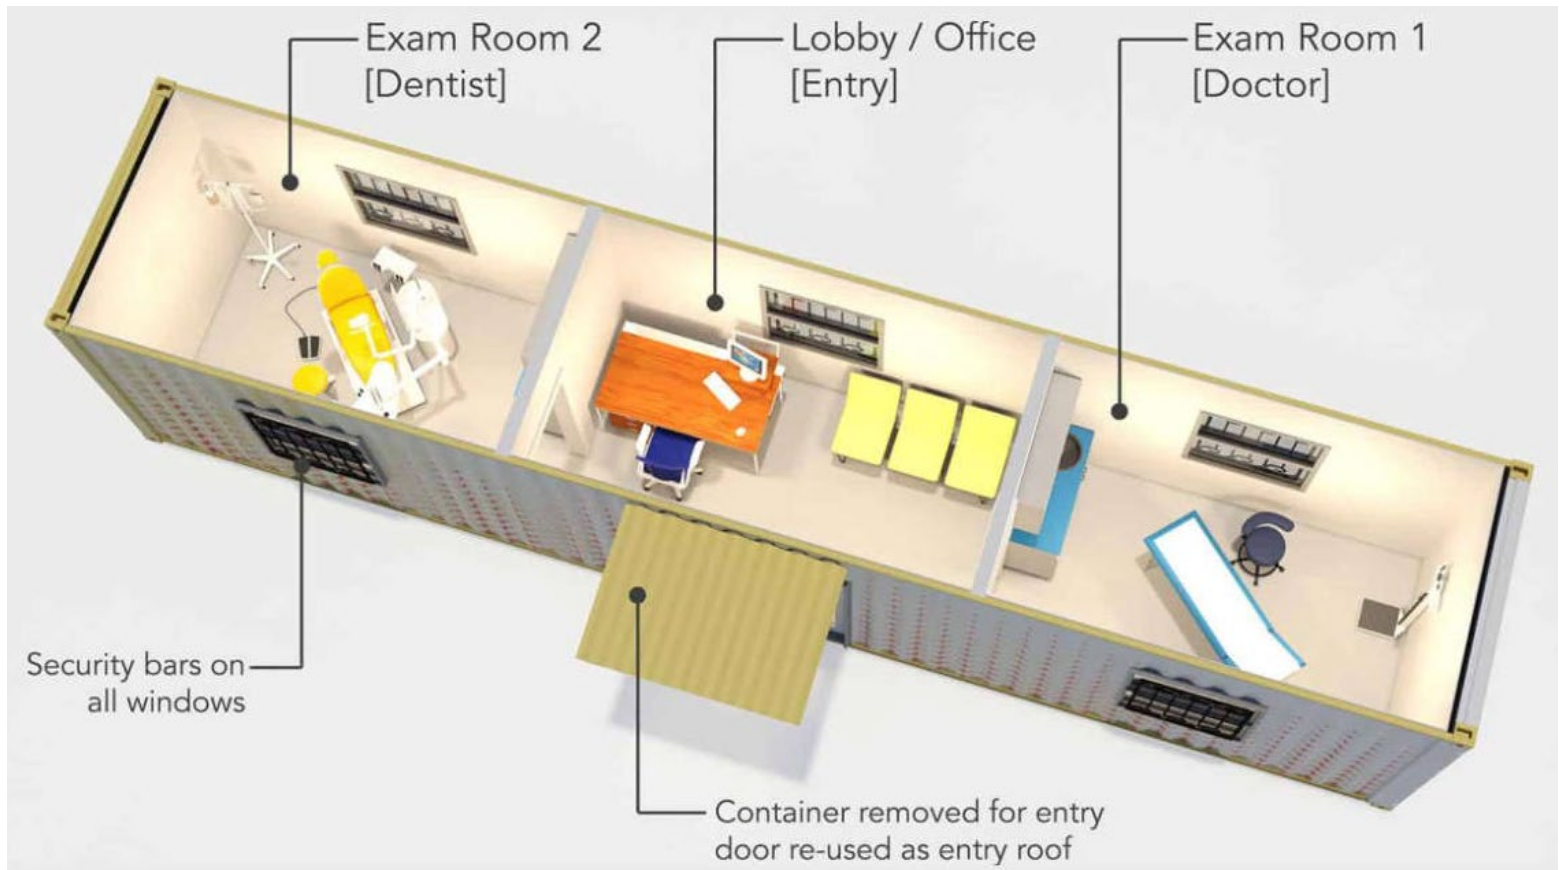 Exam Room 2
[Dentist]
Lobby / Office
[Entry]
Exam Room 1
[Doctor]
Security bars on
all windows
Container removed for entry
door re-used as entry roof